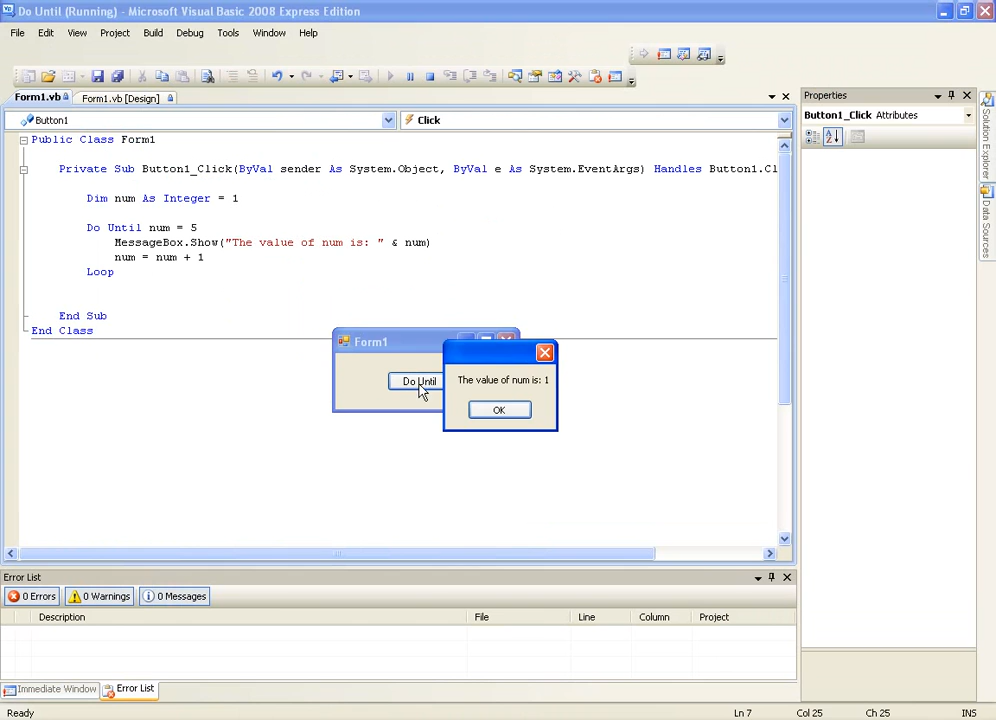 Do Until (Running) - Microsoft Visual Basic 2008 Express Edition
File Edit View Project Build Debug Tools Window Help
Form1.vb Form1.vb [Design]
Button1 Click
Public Class Form1
Private Sub Button1_Click(ByVal sender As System.Object, ByVal e As System.EventArgs) Handles Button1.Cl
Dim num As Integer = 1
Do Until num = 5
MessageBox.Show("The value of num is: " & num)
num = num + 1
Loop
End Sub
End Class
Form1
Do Until
The value of num is: 1
OK
Properties
Button1_Click Attributes
Solution Explorer
Data Sources
Error List
0 Errors 0 Warnings 0 Messages
Description File Line Column Project
Immediate Window Error List
Ready Ln 7 Col 25 Ch 25 INS